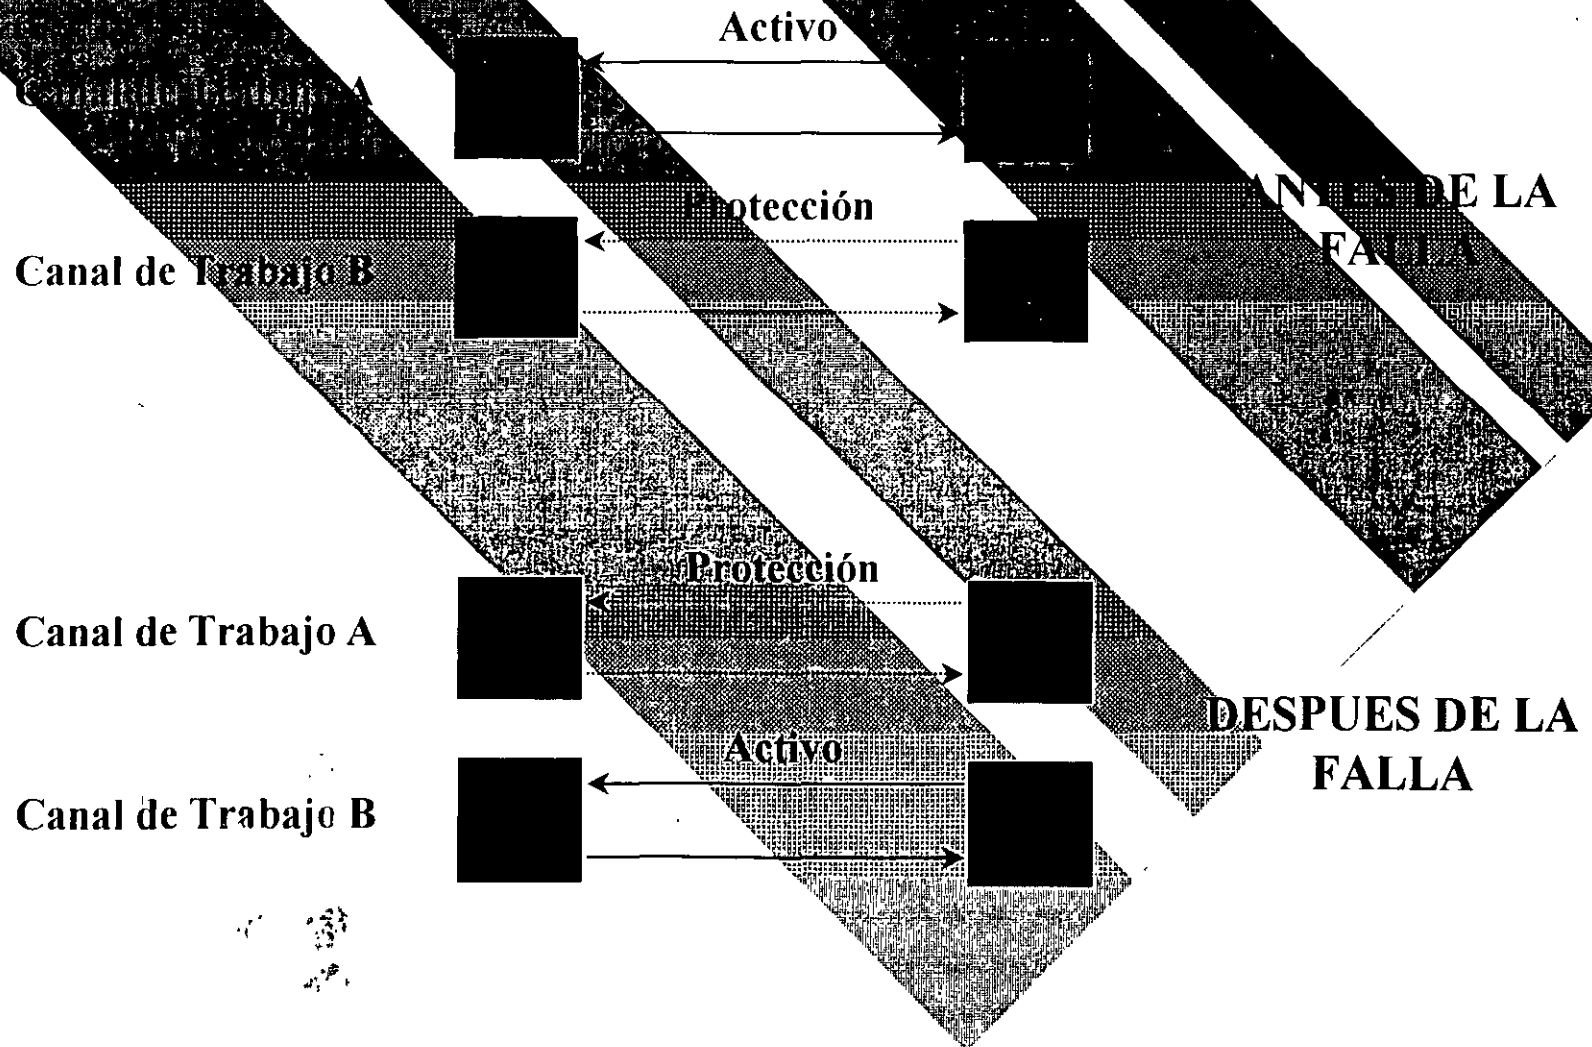 Activo
Canal de Trabajo A
Protección
ANTES DE LA
FALLA
Canal de Trabajo B
Protección
Canal de Trabajo A
DESPUES DE LA
FALLA
Activo
Canal de Trabajo B